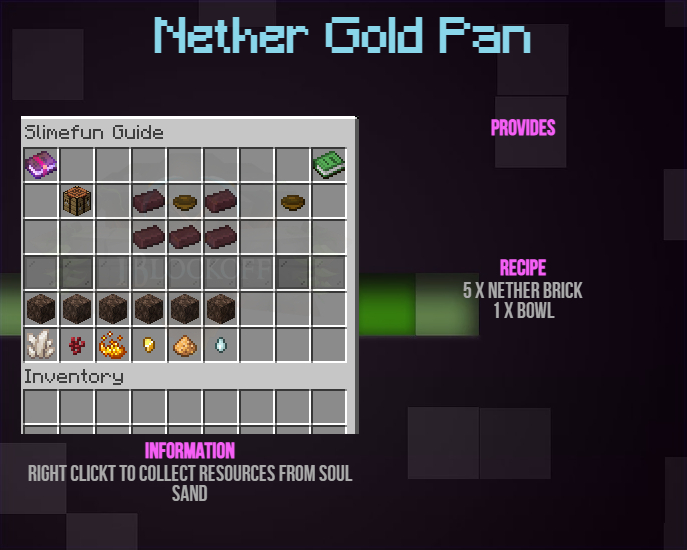 Nether Gold Pan
Slimefun Guide
PROVIDES
BLOCKOFF
RECIPE
5 X NETHER BRICK
1 X BOWL
Inventory
INFORMATION
RIGHT CLICKT TO COLLECT RESOURCES FROM SOUL
SAND